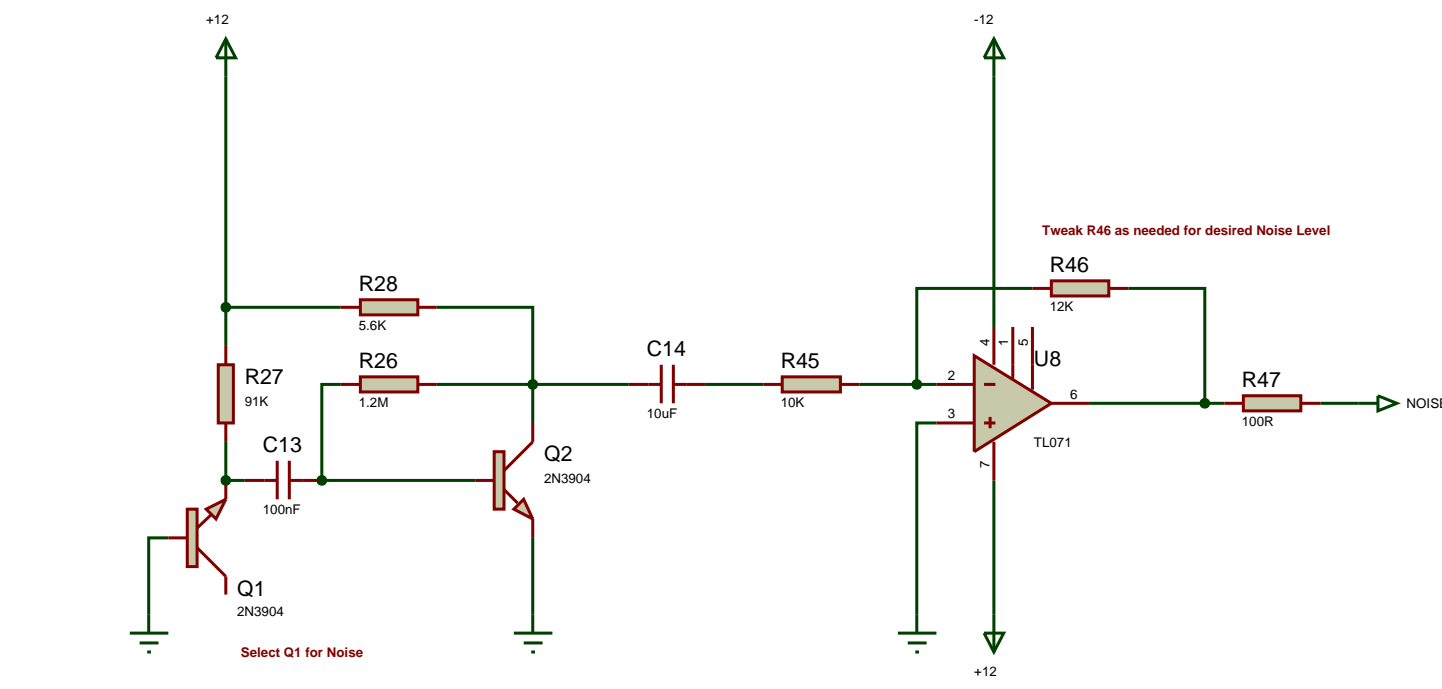 +12
-12
Tweak R46 as needed for desired Noise Level
R28
5.6K
R46
12K
R27
91K
R26
1.2M
C14
10uF
R45
10K
4
1
5
U8
2
3
6
7
TL071
R47
100R
NOISE
C13
100nF
Q2
2N3904
Q1
2N3904
Select Q1 for Noise
+12